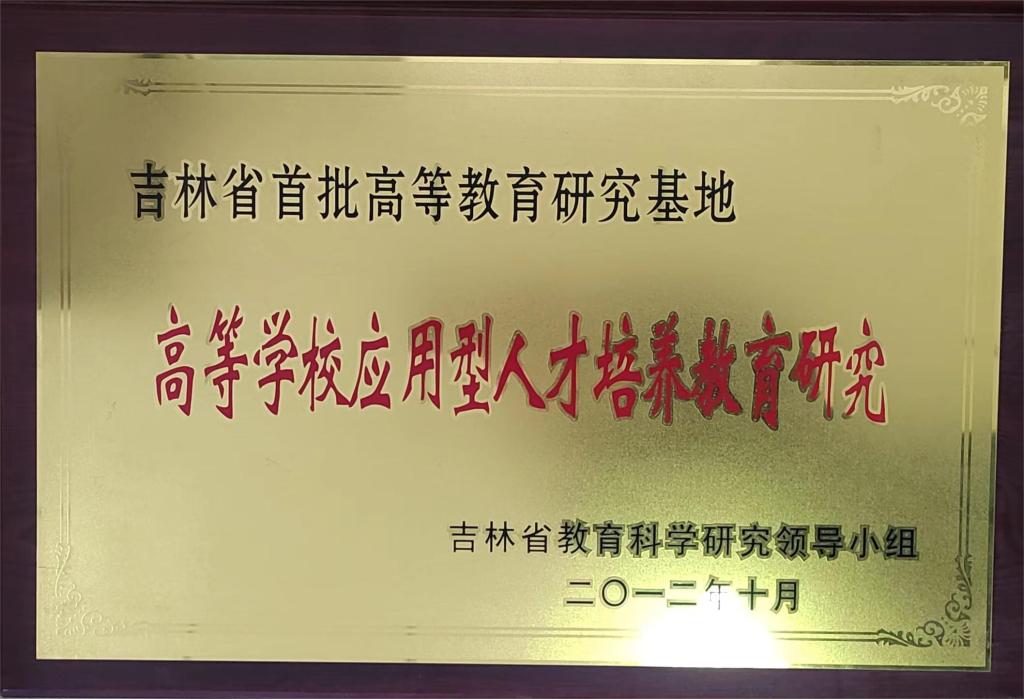 吉林省首批高等教育研究基地
高等学校应用型人才培养教育研究
吉林省教育科学研究领导小组
二〇一二年十月